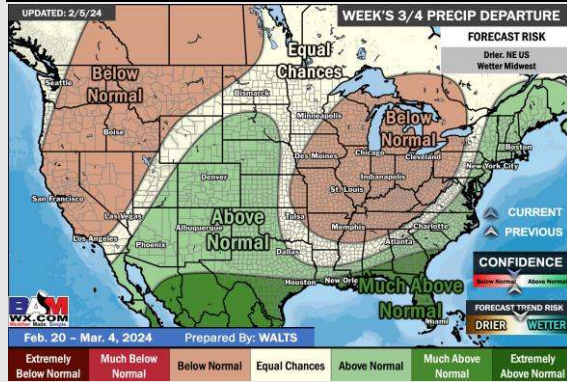 UPDATED: 2/5/24
WEEK'S 3/4 PRECIP DEPARTURE
FORECAST RISK
Drier. NE US
Wetter Midwest
Equal
Chances
Seattle
Below
Normal
Bismarck
Minneapolis
Boise
Below
Normal
Boston
New York City
Des Moines
Chicago
Cleveland
Denver
Indianapolis
San Francisco
St. Louis
CURRENT
Las Vegas
Above
Normal
Tulsa
Memphis
Charlotte
PREVIOUS
Los Angeles
Albuquerque
Atlanta
Phoenix
Dallas
CONFIDENCE
Below Normal
Above Normal
Houston
New Orle
Much Above
Normal
Miami
FORECAST TREND RISK
DRIER
WETTER
BAM
WX.COM
Weather Made Simple
Feb. 20 – Mar. 4, 2024
Prepared By: WALTS
Extremely
Below Normal
Much Below
Normal
Below Normal
Equal Chances
Above Normal
Much Above
Normal
Extremely
Above Normal